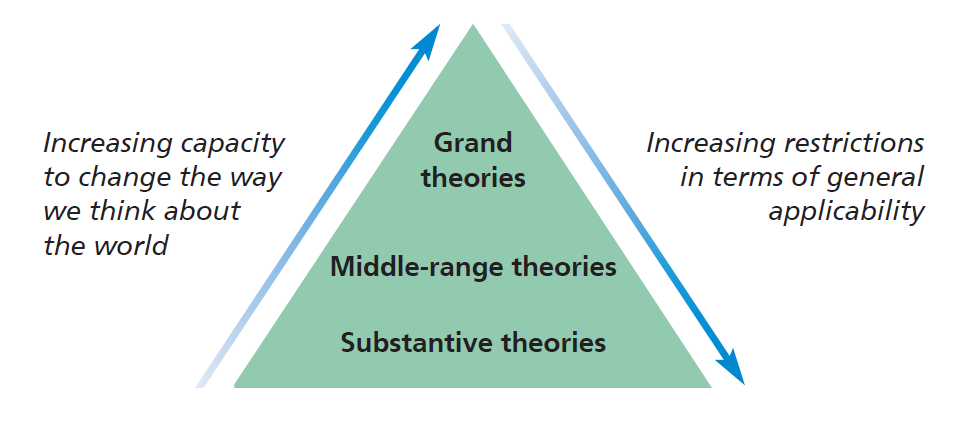 Increasing capacity
to change the way
we think about
the world
Grand
theories
Middle-range theories
Substantive theories
Increasing restrictions
in terms of general
applicability